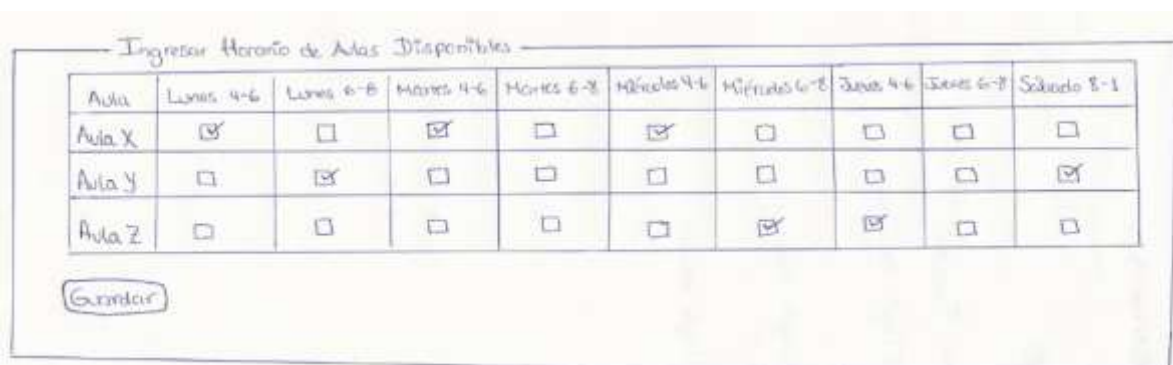 Ingresar Horario de Aulas Disponibles
Aula Lunes 4-6 Lunes 6-8 Martes 4-6 Martes 6-8 Miércoles 4-6 Miércoles 6-8 Jueves 4-6 Jueves 6-8 Sábado 8-1
Aula X
Aula Y
Aula Z
Guardar